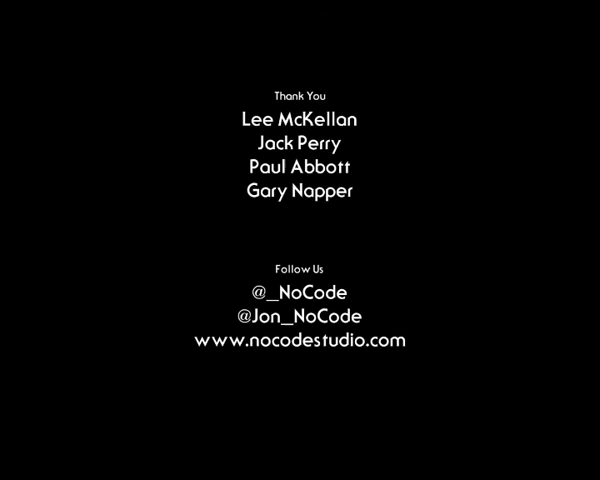 Thank You
Lee McKellan
Jack Perry
Paul Abbott
Gary Napper
Follow Us
@_NoCode
@Jon_NoCode
www.nocodestudio.com